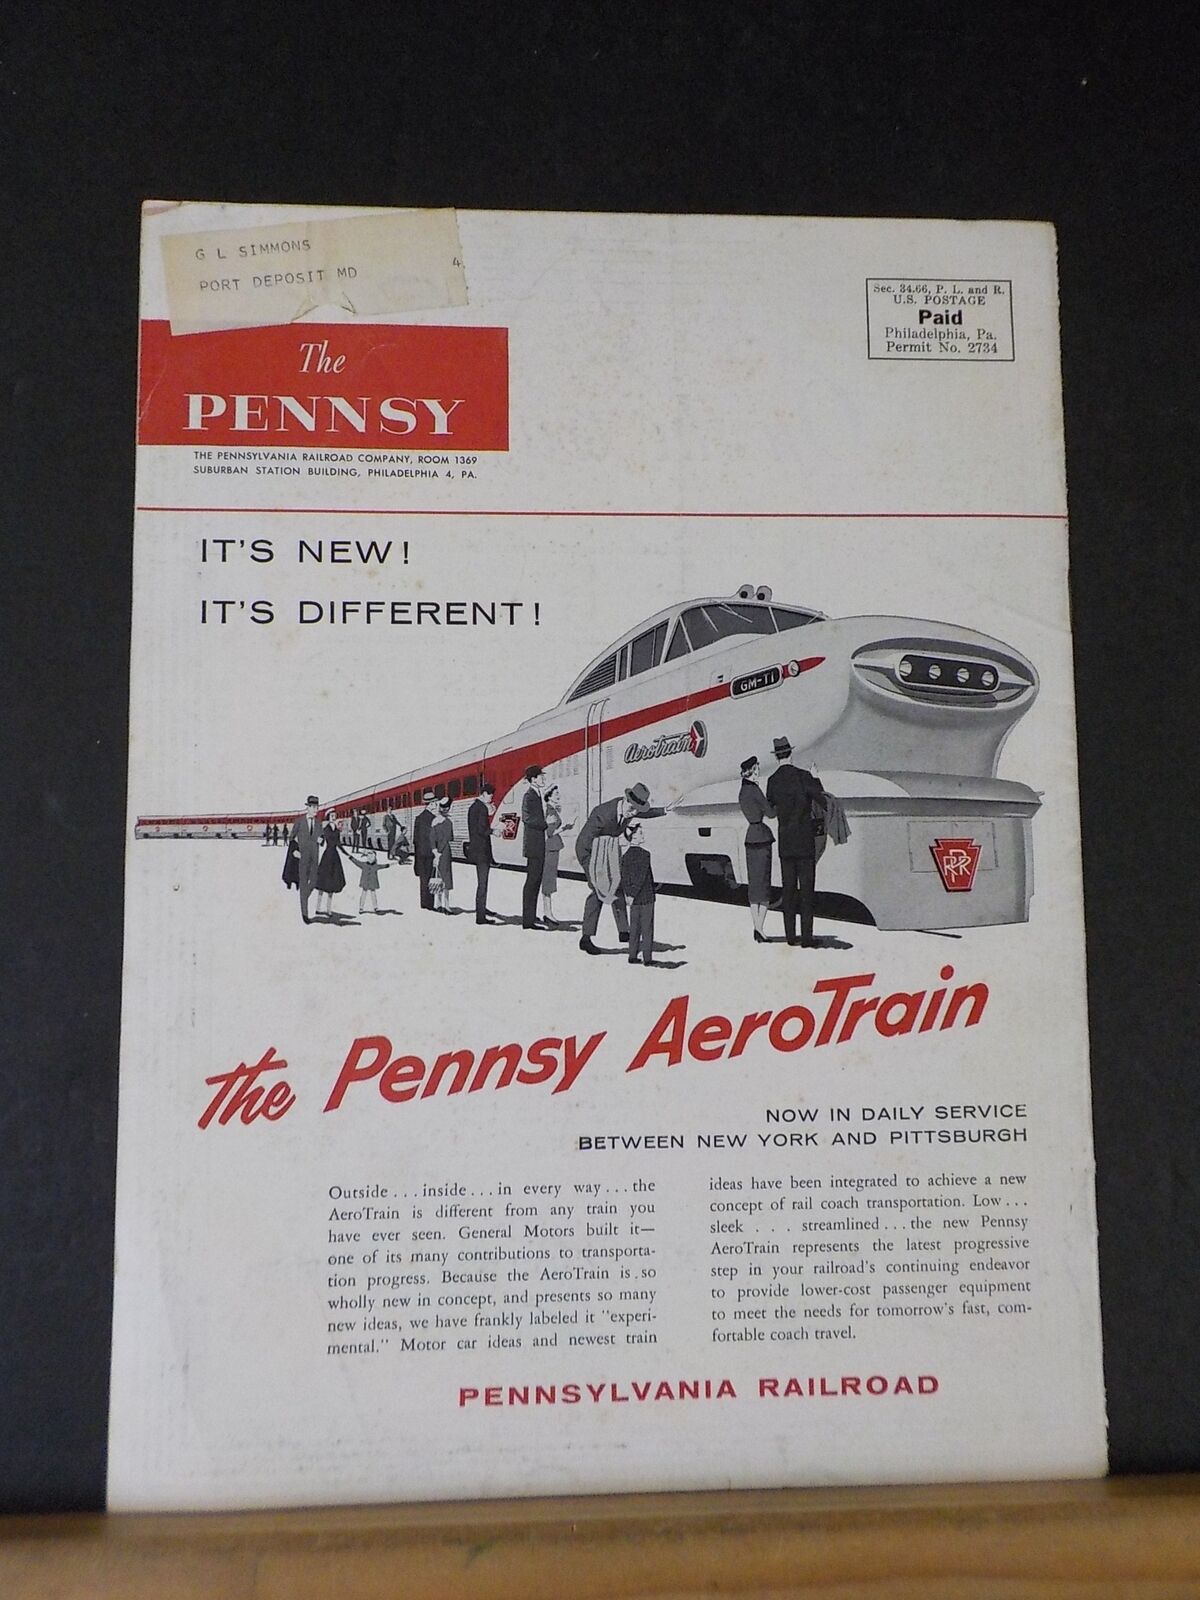 G L SIMMONS
PORT DEPOSIT MD
4
Sec. 34.66, P. L. and R.
U.S. POSTAGE
Paid
Philadelphia, Pa.
Permit No. 2734
The
PENNSY
THE PENNSYLVANIA RAILROAD COMPANY, ROOM 1369
SUBURBAN STATION BUILDING, PHILADELPHIA 4, PA.
IT'S NEW!
IT'S DIFFERENT!
GM-T1
Aerotrain
PRR
PRR
The Pennsy AeroTrain
NOW IN DAILY SERVICE
BETWEEN NEW YORK AND PITTSBURGH
Outside . . . inside . . . in every way . . . the
AeroTrain is different from any train you
have ever seen. General Motors built it—
one of its many contributions to transporta-
tion progress. Because the AeroTrain is so
wholly new in concept, and presents so many
new ideas, we have frankly labeled it "experi-
mental." Motor car ideas and newest train
ideas have been integrated to achieve a new
concept of rail coach transportation. Low . . .
sleek . . . streamlined . . . the new Pennsy
AeroTrain represents the latest progressive
step in your railroad's continuing endeavor
to provide lower-cost passenger equipment
to meet the needs for tomorrow's fast, com-
fortable coach travel.
PENNSYLVANIA RAILROAD